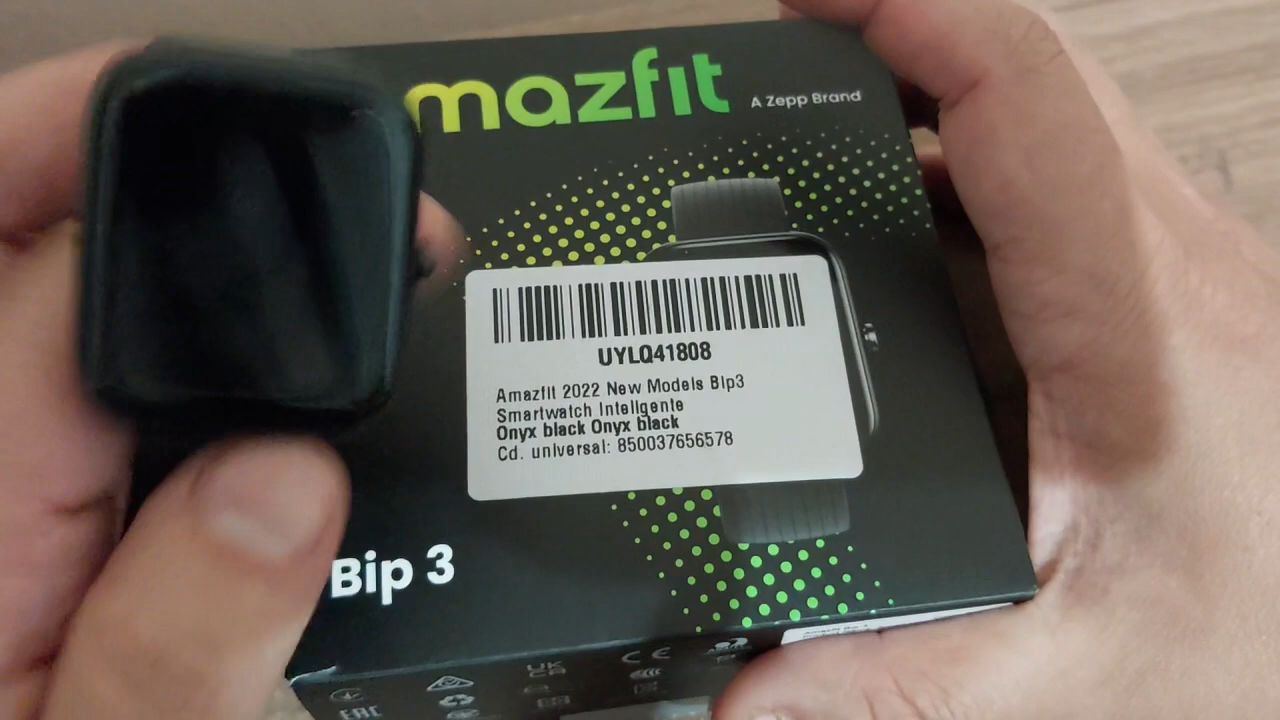 mazfit
A Zepp Brand
UYLQ41808
Amazfit 2022 New Models Bip3
Smartwatch Inteligente
Onyx black Onyx black
Cd. universal: 850037656578
Bip 3
UK
CA
CE
EAC